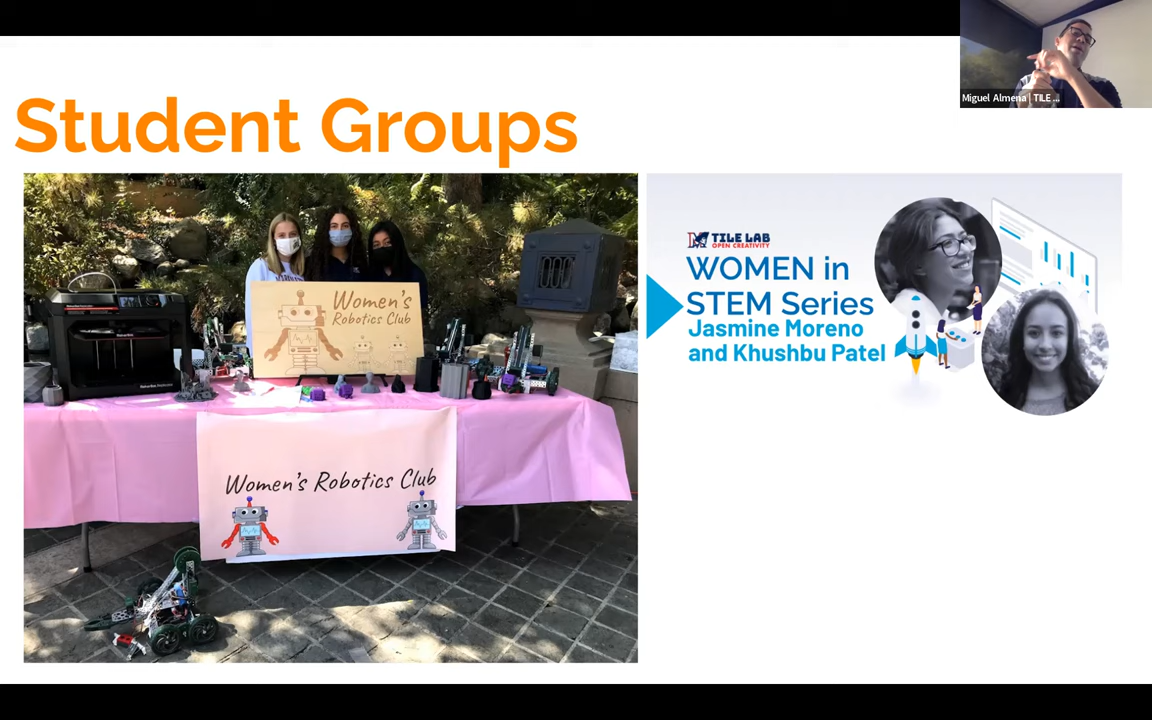 Miguel Almena | TILE ...
Student Groups
Women's
Robotics Club
Women's Robotics Club
TILE LAB
OPEN CREATIVITY
WOMEN in
STEM Series
Jasmine Moreno
and Khushbu Patel